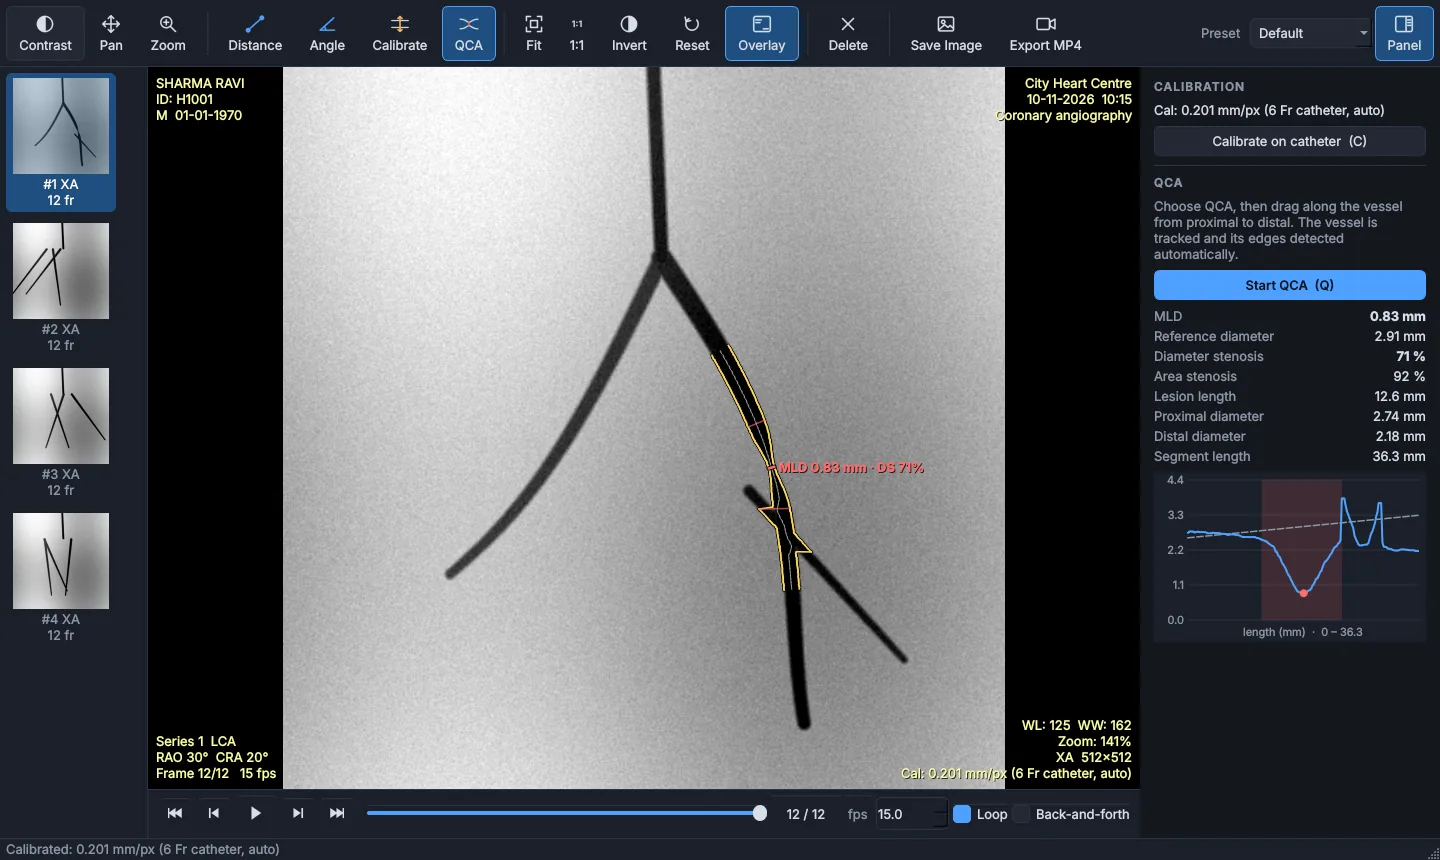 Contrast
Pan
Zoom
Distance
Angle
Calibrate
QCA
Fit
1:1
1:1
Invert
Reset
Overlay
Delete
Save Image
Export MP4
Preset
Default
Panel
#1 XA
12 fr
#2 XA
12 fr
#3 XA
12 fr
#4 XA
12 fr
SHARMA RAVI
ID: H1001
M 01-01-1970
City Heart Centre
10-11-2026 10:15
Coronary angiography
MLD 0.83 mm · DS 71%
Series 1 LCA
RAO 30° CRA 20°
Frame 12/12 15 fps
WL: 125 WW: 162
Zoom: 141%
XA 512×512
Cal: 0.201 mm/px (6 Fr catheter, auto)
12 / 12
fps
15.0
Loop
Back-and-forth
CALIBRATION
Cal: 0.201 mm/px (6 Fr catheter, auto)
Calibrate on catheter (C)
QCA
Choose QCA, then drag along the vessel
from proximal to distal. The vessel is
tracked and its edges detected
automatically.
Start QCA (Q)
MLD 0.83 mm
Reference diameter 2.91 mm
Diameter stenosis 71 %
Area stenosis 92 %
Lesion length 12.6 mm
Proximal diameter 2.74 mm
Distal diameter 2.18 mm
Segment length 36.3 mm
4.4
3.3
2.2
1.1
0.0
length (mm) · 0 – 36.3
Calibrated: 0.201 mm/px (6 Fr catheter, auto)